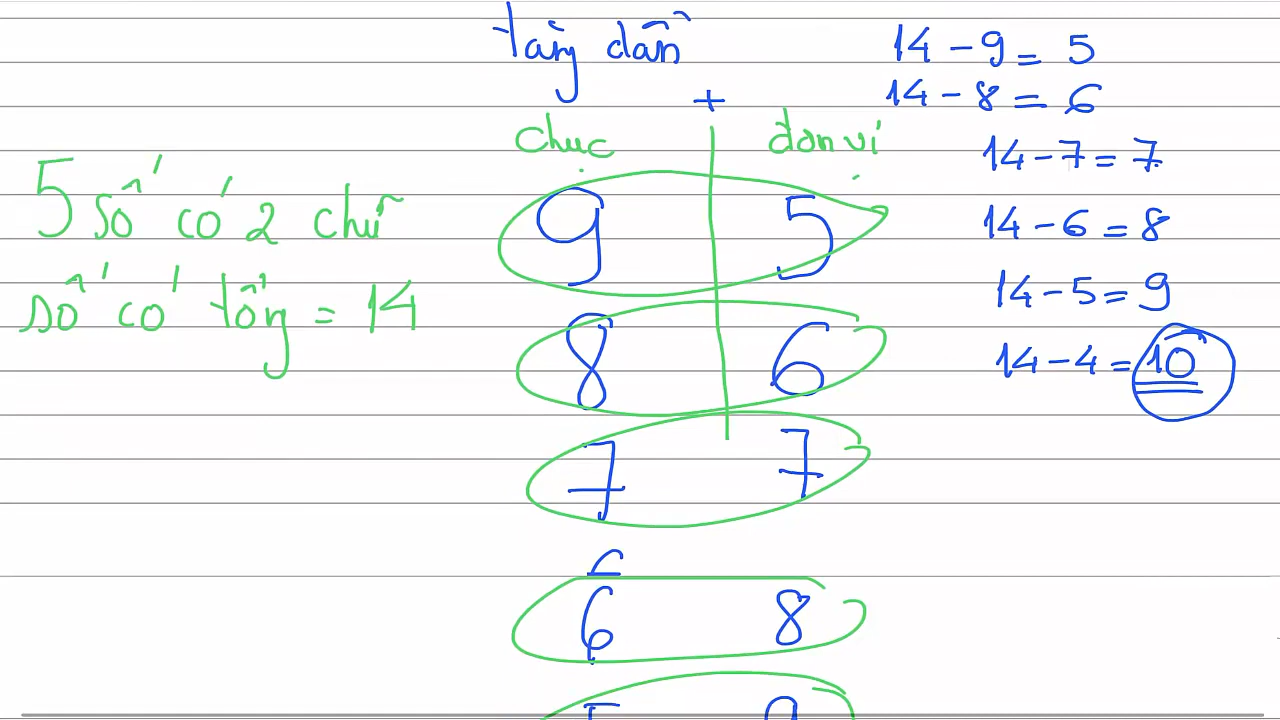 tăng dần
+
chục đơn vị
9 5
8 6
7 7
6 8
5 số có 2 chữ
số có tổng = 14
14 - 9 = 5
14 - 8 = 6
14 - 7 = 7
14 - 6 = 8
14 - 5 = 9
14 - 4 = 10